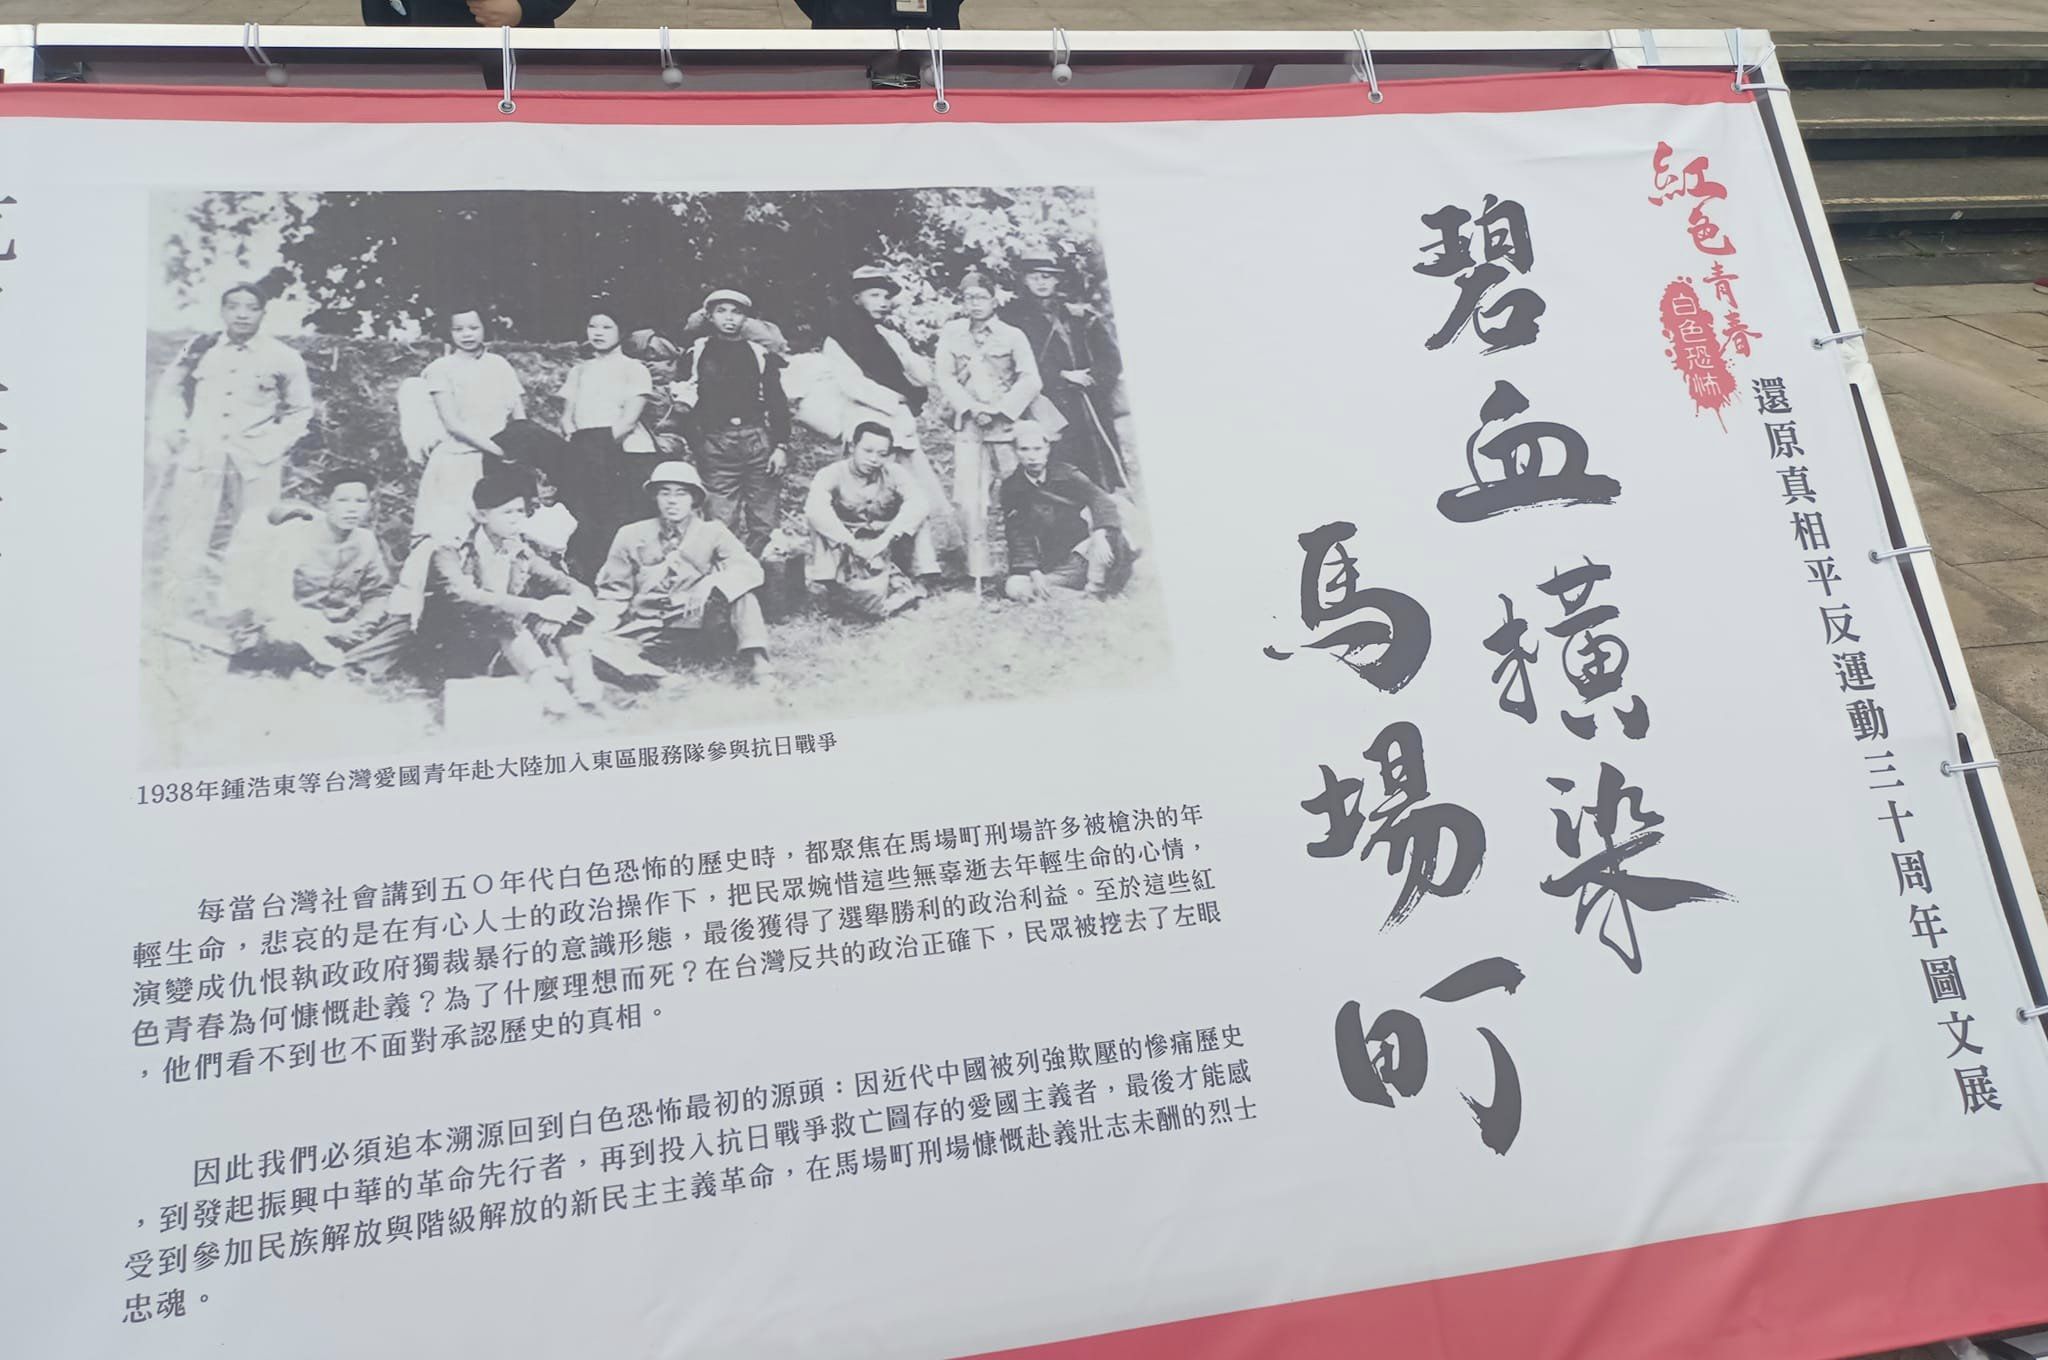 紅色青春
白色恐怖
還原真相平反運動三十周年圖文展
碧血橫染
馬場町
1938年鍾浩東等台灣愛國青年赴大陸加入東區服務隊參與抗日戰爭
每當台灣社會講到五〇年代白色恐怖的歷史時，都聚焦在馬場町刑場許多被槍決的年
輕生命，悲哀的是在有心人士的政治操作下，把民眾婉惜這些無辜逝去年輕生命的心情，
演變成仇恨執政政府獨裁暴行的意識形態，最後獲得了選舉勝利的政治利益。至於這些紅
色青春為何慷慨赴義？為了什麼理想而死？在台灣反共的政治正確下，民眾被挖去了左眼
，他們看不到也不面對承認歷史的真相。
因此我們必須追本溯源回到白色恐怖最初的源頭：因近代中國被列強欺壓的慘痛歷史
，到發起振興中華的革命先行者，再到投入抗日戰爭救亡圖存的愛國主義者，最後才能感
受到參加民族解放與階級解放的新民主主義革命，在馬場町刑場慷慨赴義壯志未酬的烈士
忠魂。